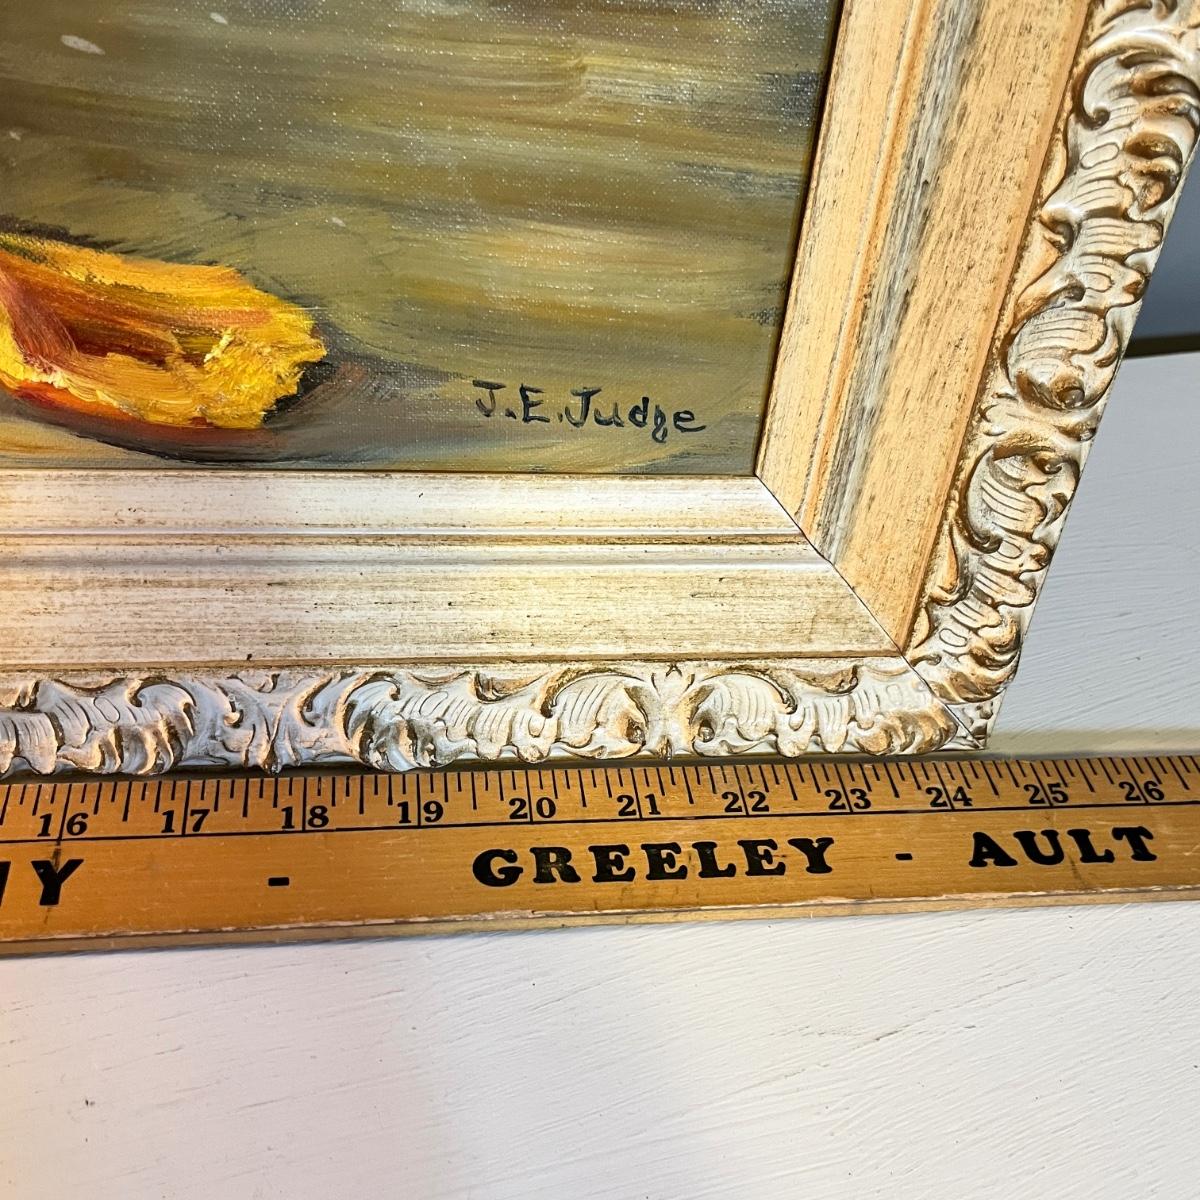 J.E.Judge
16 17 18 19 20 21 22 23 24 25 26
Y - GREELEY - AULT